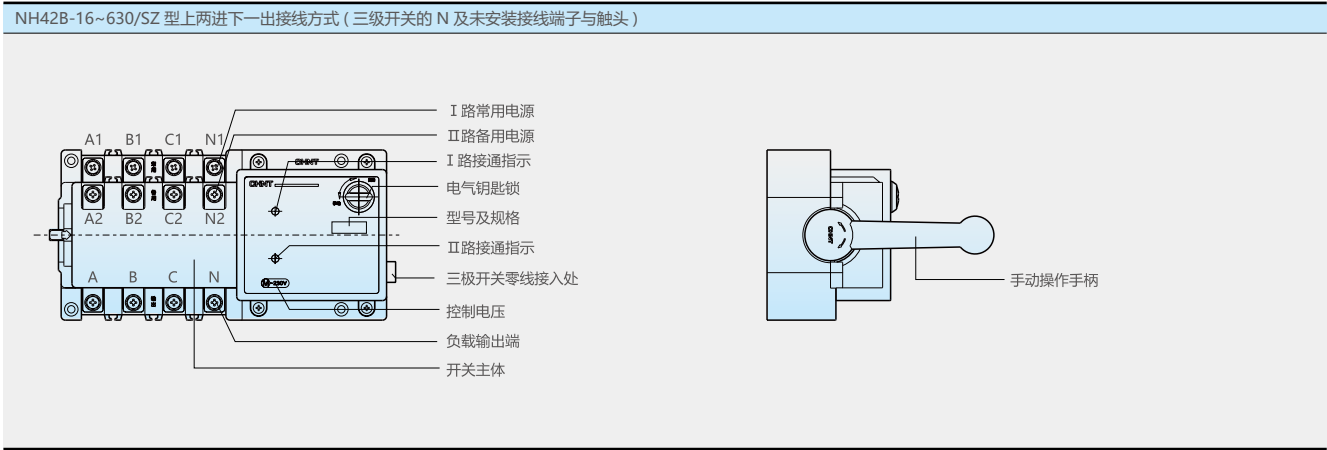 NH42B-16~630/SZ 型上两进下一出接线方式 ( 三级开关的 N 及未安装接线端子与触头 )
Ⅰ路常用电源
Ⅱ路备用电源
Ⅰ路接通指示
电气钥匙锁
型号及规格
Ⅱ路接通指示
三极开关零线接入处
控制电压
负载输出端
开关主体
A1 B1 C1 N1
CHNT
CHNT
A2 B2 C2 N2
A B C N
~230V
CHNT
手动操作手柄